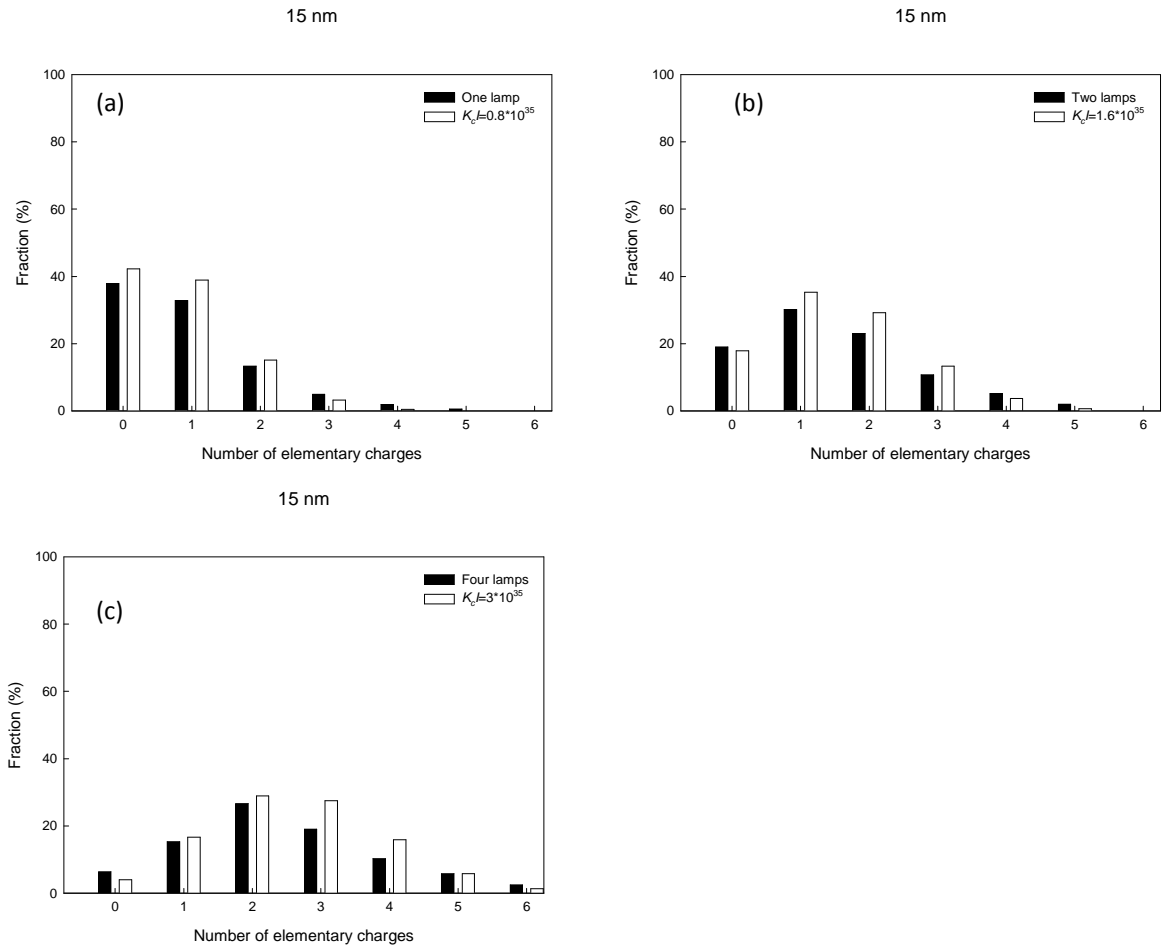 15 nm
(a)
One lamp
KcI=0.8*10^35
100
80
60
40
20
0
Fraction (%)
0 1 2 3 4 5 6
Number of elementary charges
15 nm
(b)
Two lamps
KcI=1.6*10^35
100
80
60
40
20
0
Fraction (%)
0 1 2 3 4 5 6
Number of elementary charges
15 nm
(c)
Four lamps
KcI=3*10^35
100
80
60
40
20
0
Fraction (%)
0 1 2 3 4 5 6
Number of elementary charges